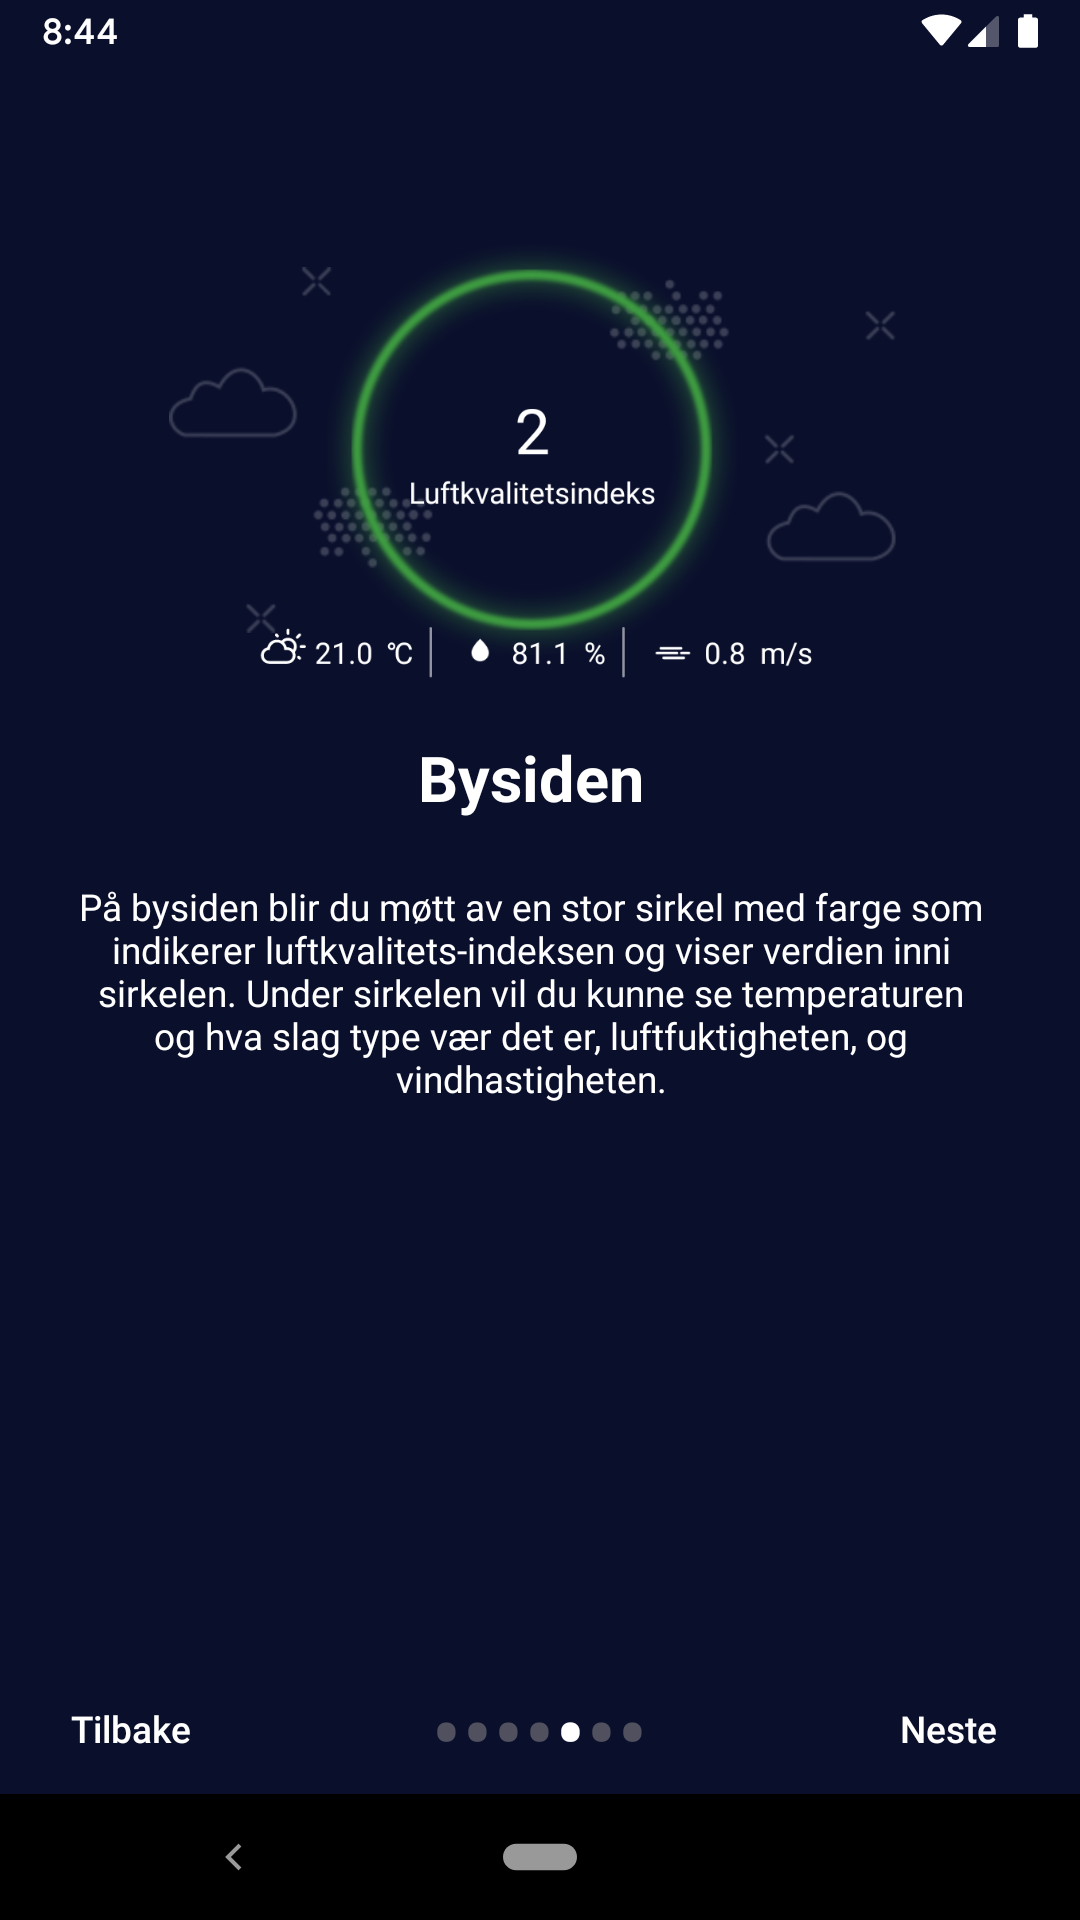 8:44
2
Luftkvalitetsindeks
21.0 ℃ 81.1 % 0.8 m/s
Bysiden
På bysiden blir du møtt av en stor sirkel med farge som
indikerer luftkvalitets-indeksen og viser verdien inni
sirkelen. Under sirkelen vil du kunne se temperaturen
og hva slag type vær det er, luftfuktigheten, og
vindhastigheten.
Tilbake Neste